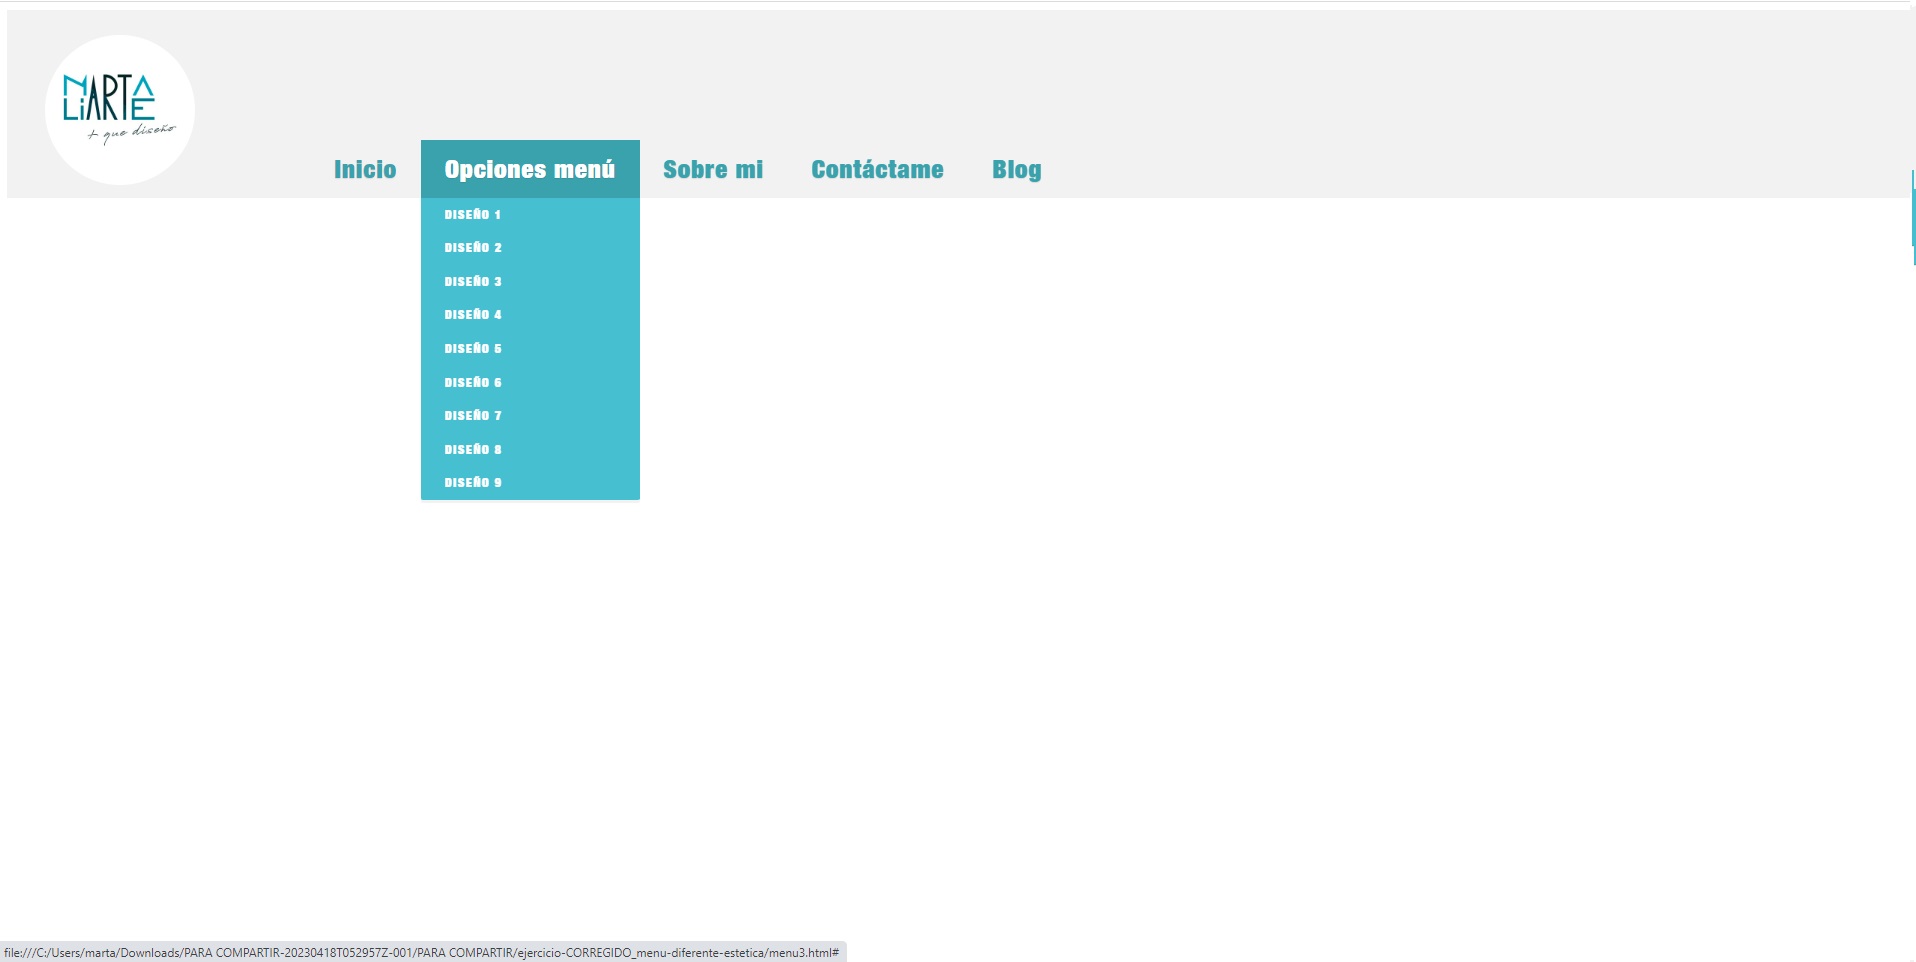 MARTA
LiARTE
+ que diseño
Inicio
Opciones menú
Sobre mi
Contáctame
Blog
DISEÑO 1
DISEÑO 2
DISEÑO 3
DISEÑO 4
DISEÑO 5
DISEÑO 6
DISEÑO 7
DISEÑO 8
DISEÑO 9
file:///C:/Users/marta/Downloads/PARA COMPARTIR-20230418T052957Z-001/PARA COMPARTIR/ejercicio-CORREGIDO_menu-diferente-estetica/menu3.html#